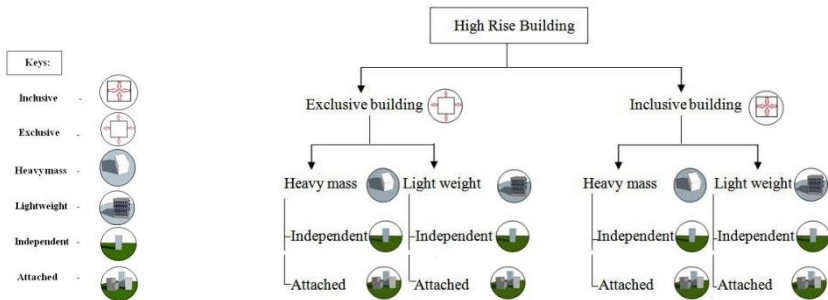 High Rise Building
Keys:
Inclusive -
Exclusive -
Heavy mass -
Lightweight -
Independent -
Attached -
Exclusive building
Inclusive building
Heavy mass
Light weight
Heavy mass
Light weight
Independent
Independent
Independent
Independent
Attached
Attached
Attached
Attached